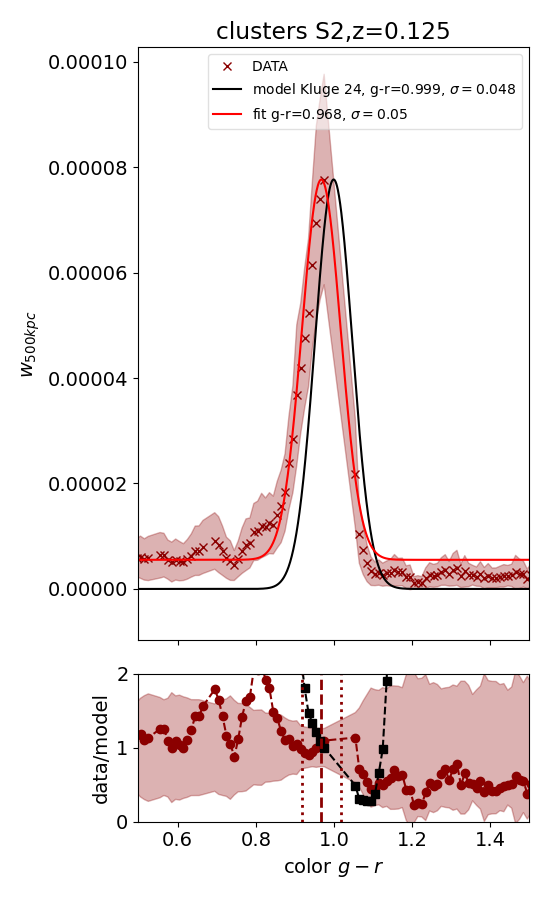 clusters S2,z=0.125
0.00010
0.00008
0.00006
0.00004
0.00002
0.00000
w500kpc
DATA
model Kluge 24, g-r=0.999, σ = 0.048
fit g-r=0.968, σ = 0.05
2
1
0
data/model
0.6 0.8 1.0 1.2 1.4
color g − r